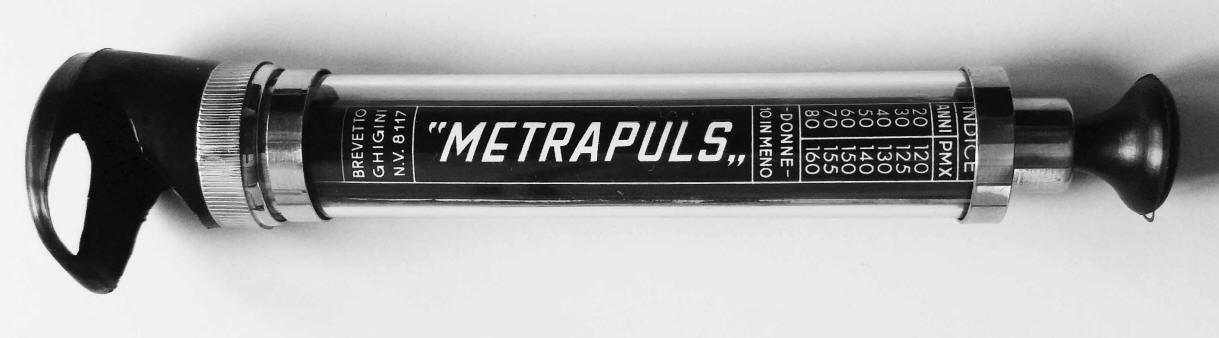 BREVETTO
GHIGINI
N.V. 8117
"METRAPULS„
INDICE
ANNI PMX
20 120
30 125
40 130
50 140
60 150
70 155
80 160
-DONNE-
10 IN MENO